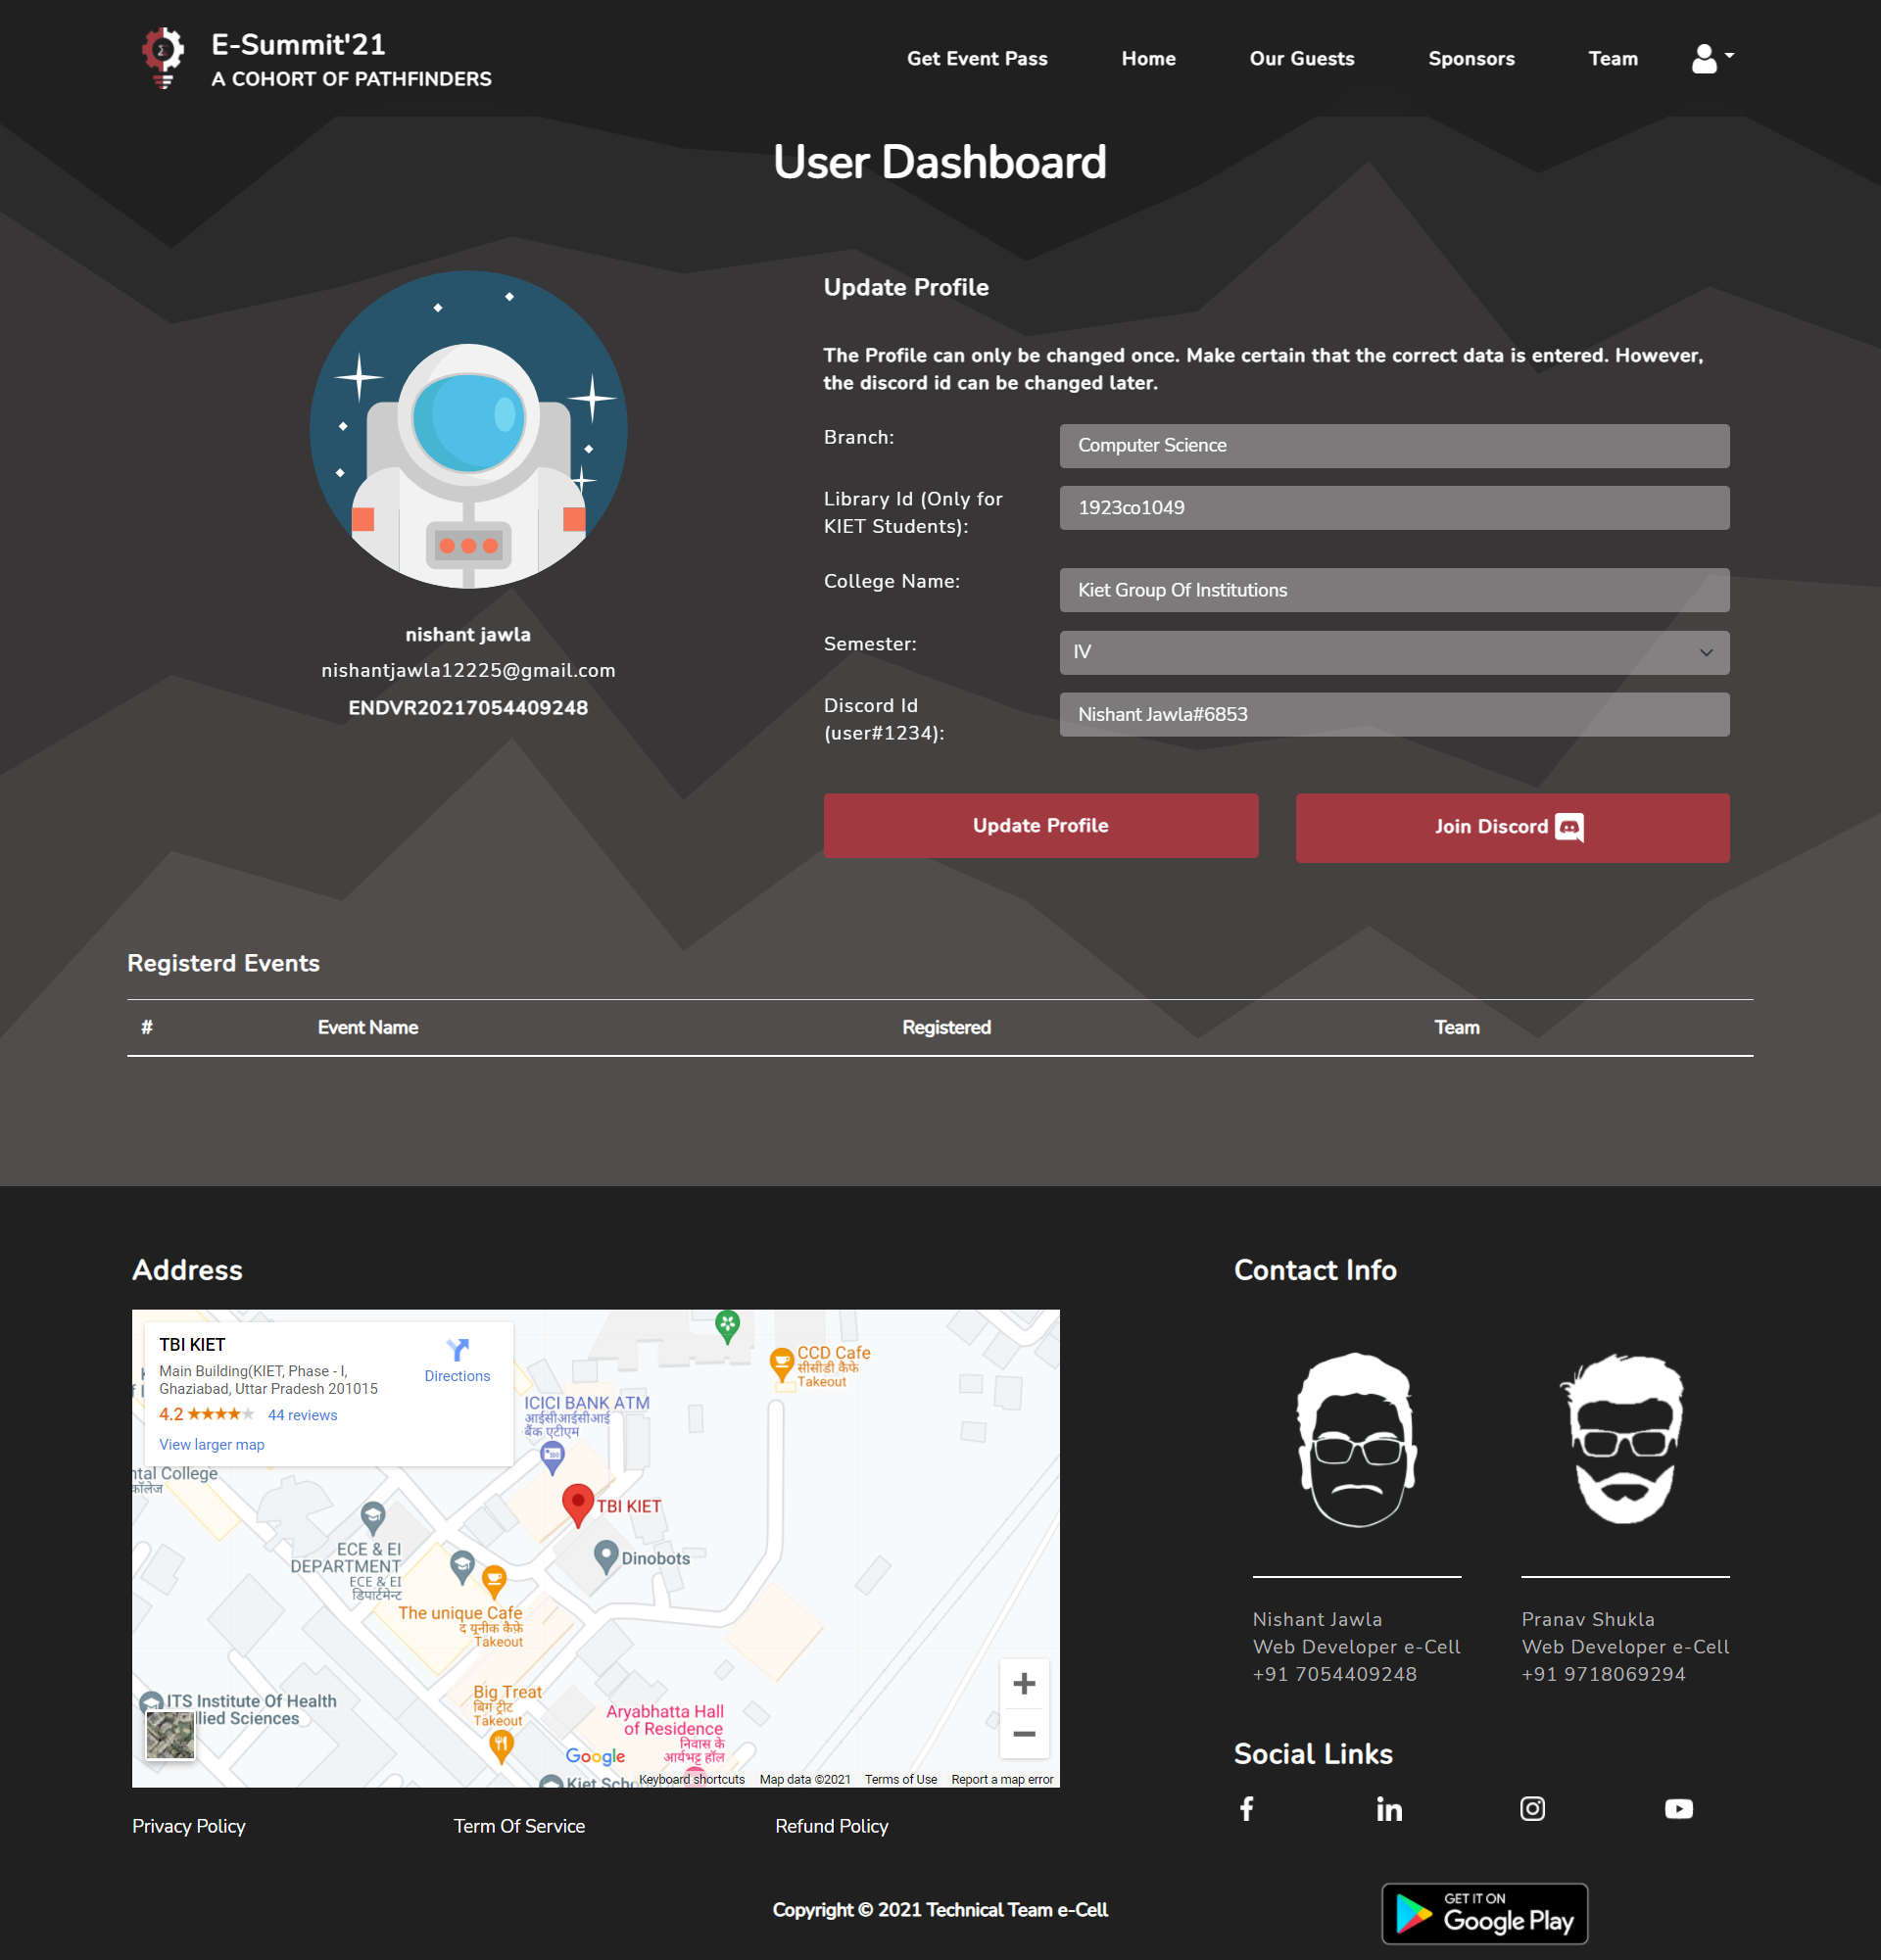 E-Summit'21
A COHORT OF PATHFINDERS
Get Event Pass
Home
Our Guests
Sponsors
Team
User Dashboard
nishant jawla
nishantjawla12225@gmail.com
ENDVR20217054409248
Update Profile
The Profile can only be changed once. Make certain that the correct data is entered. However,
the discord id can be changed later.
Branch:
Computer Science
Library Id (Only for
KIET Students):
1923co1049
College Name:
Kiet Group Of Institutions
Semester:
IV
Discord Id
(user#1234):
Nishant Jawla#6853
Update Profile
Join Discord
Registerd Events
# Event Name Registered Team
Address
TBI KIET
Main Building(KIET, Phase - I,
Ghaziabad, Uttar Pradesh 201015
4.2
44 reviews
View larger map
Directions
CCD Cafe
सीसीडी कैफे
Takeout
ICICI BANK ATM
आईसीआईसीआई
बैंक एटीएम
ntal College
कॉलेज
TBI KIET
Dinobots
ECE & EI
DEPARTMENT
ECE & EI
डिपार्टमेन्ट
The unique Cafe
द यूनीक कैफ़े
Takeout
ITS Institute Of Health
llied Sciences
Big Treat
बिग ट्रीट
Takeout
Aryabhatta Hall
of Residence
निवास के
आर्यभट्ट हॉल
Google
Kiet Scho
Keyboard shortcuts
Map data ©2021
Terms of Use
Report a map error
Privacy Policy
Term Of Service
Refund Policy
Contact Info
Nishant Jawla
Web Developer e-Cell
+91 7054409248
Pranav Shukla
Web Developer e-Cell
+91 9718069294
Social Links
Copyright © 2021 Technical Team e-Cell
GET IT ON
Google Play